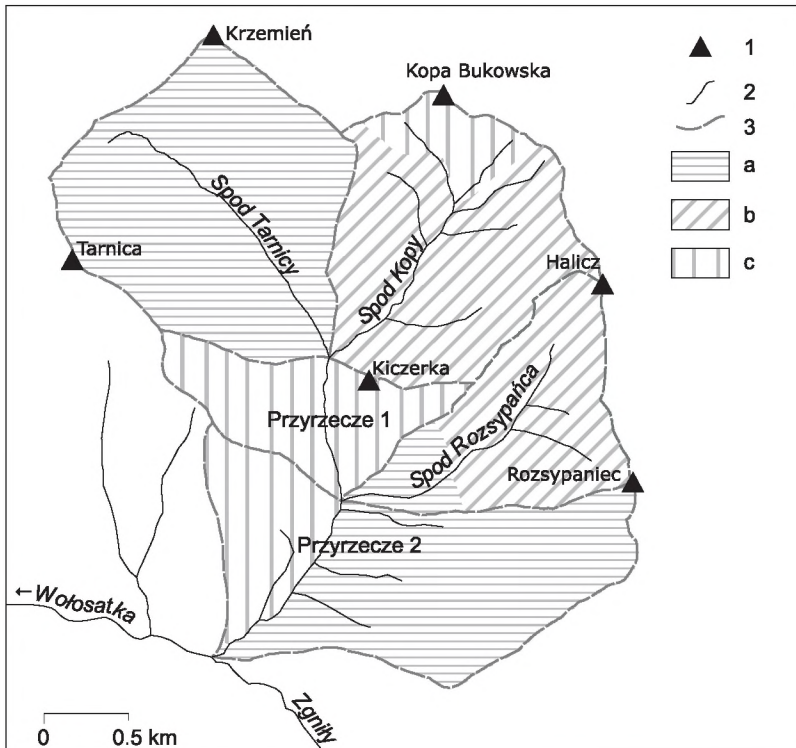 Krzemień
Kopa Bukowska
1
2
3
a
b
c
Spod Tarnicy
Tarnica
Spod Kopy
Halicz
Kiczerka
Przyrzecze 1
Spod Rozsypańca
Rozsypaniec
Przyrzecze 2
←Wołosatka
Zgniły
0 0.5 km